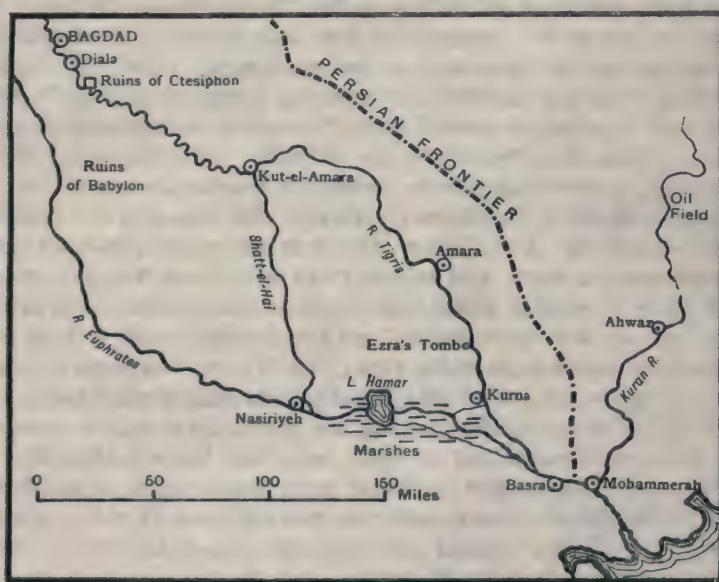 BAGDAD
Diala
Ruins of Ctesiphon
PERSIAN FRONTIER
Ruins
of Babylon
Kut-el-Amara
Oil
Field
Shatt-el-Hai
R. Tigris
Amara
Ahwaz
R. Euphrates
Ezra's Tomb
Kuran R.
L. Hamar
Kurna
Nasiriyeh
Marshes
0 50 100 150
Miles
Basra
Mohammerah